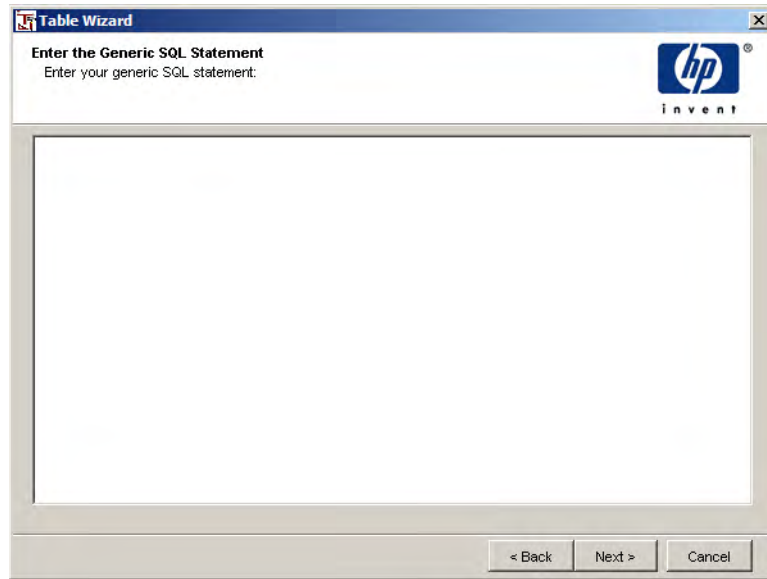 Table Wizard
Enter the Generic SQL Statement
Enter your generic SQL statement:
hp ®
invent
< Back Next > Cancel